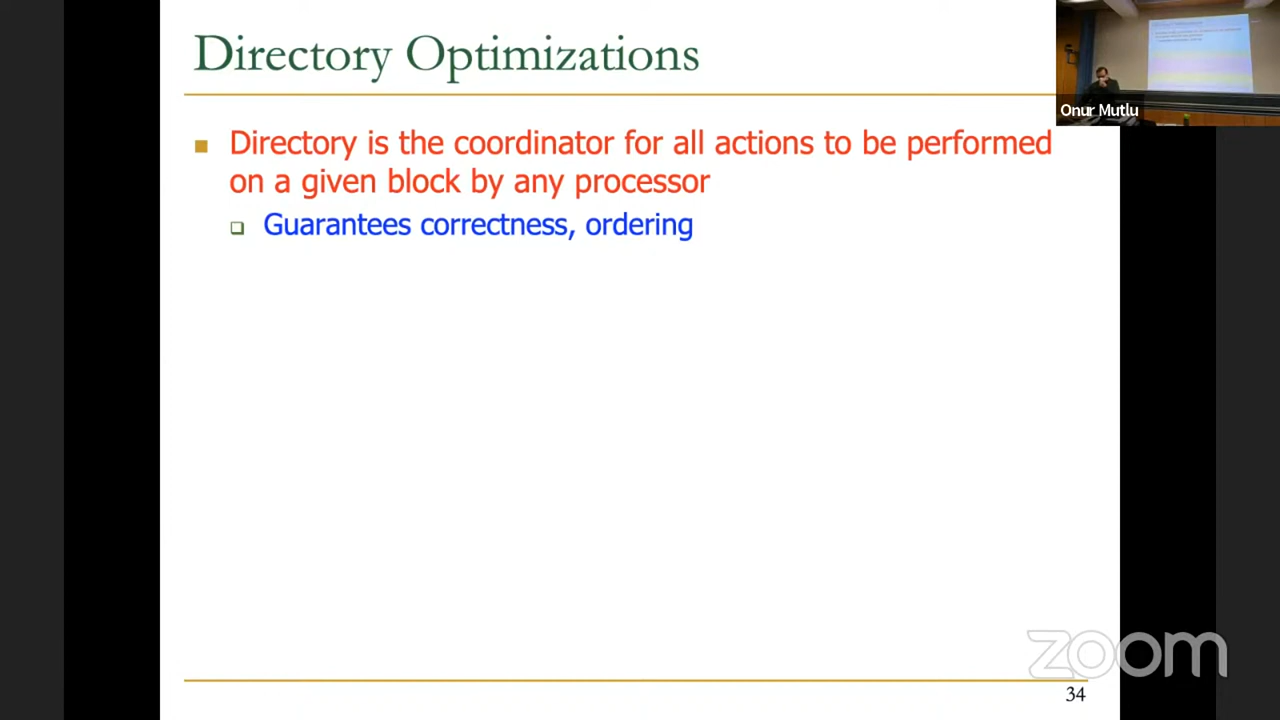 Directory Optimizations
Onur Mutlu
Directory is the coordinator for all actions to be performed
on a given block by any processor
Guarantees correctness, ordering
zoom
34